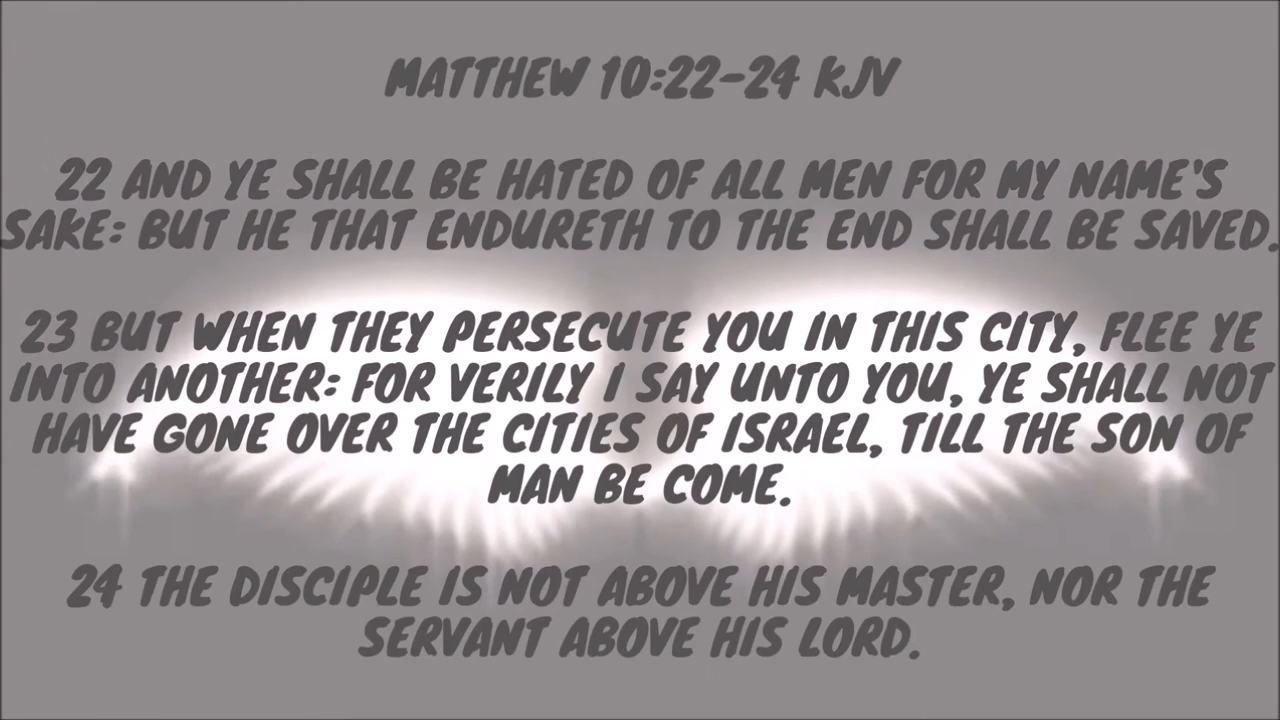 MATTHEW 10:22-24 KJV
22 AND YE SHALL BE HATED OF ALL MEN FOR MY NAME'S
SAKE: BUT HE THAT ENDURETH TO THE END SHALL BE SAVED.
23 BUT WHEN THEY PERSECUTE YOU IN THIS CITY, FLEE YE
INTO ANOTHER: FOR VERILY I SAY UNTO YOU, YE SHALL NOT
HAVE GONE OVER THE CITIES OF ISRAEL, TILL THE SON OF
MAN BE COME.
24 THE DISCIPLE IS NOT ABOVE HIS MASTER, NOR THE
SERVANT ABOVE HIS LORD.